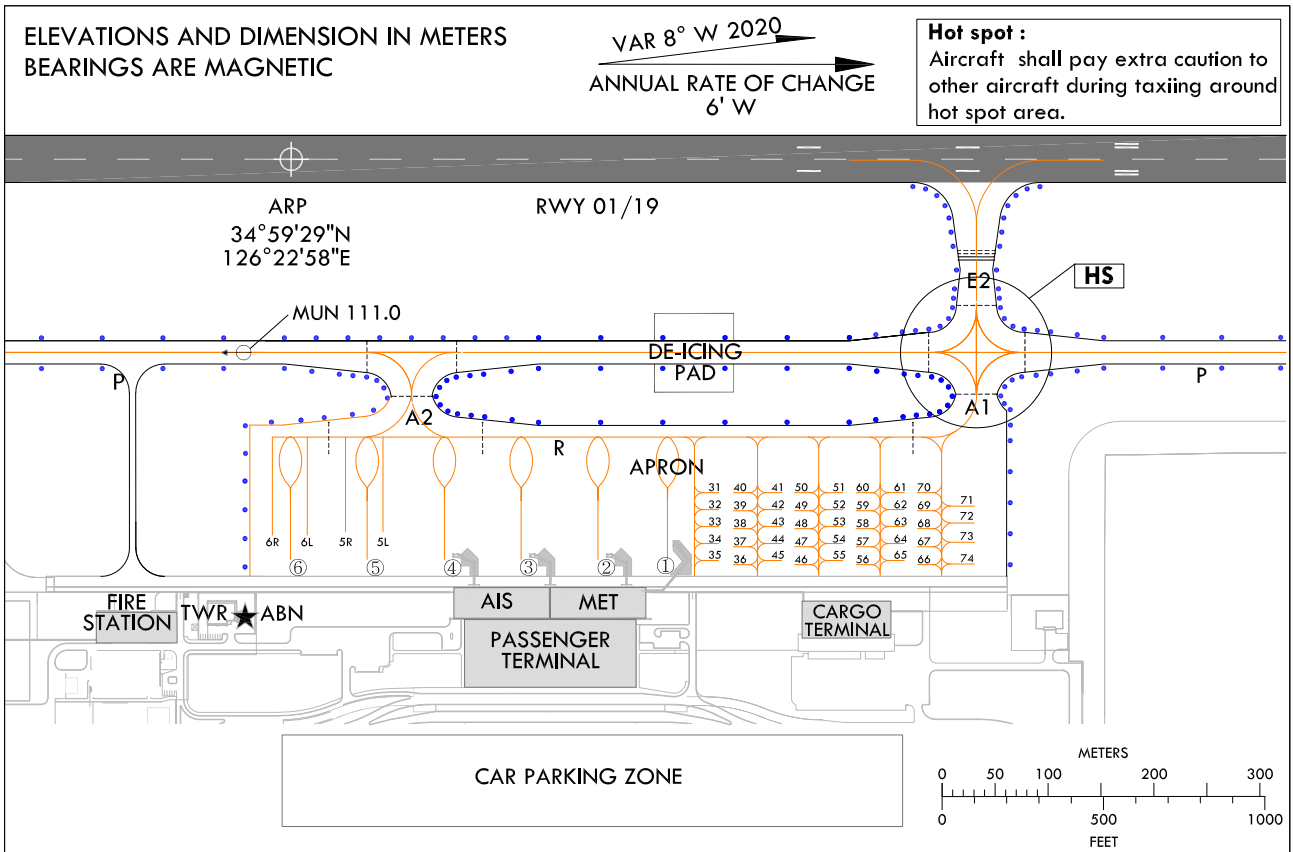 ELEVATIONS AND DIMENSION IN METERS
BEARINGS ARE MAGNETIC
VAR 8° W 2020
ANNUAL RATE OF CHANGE
6' W
Hot spot :
Aircraft shall pay extra caution to
other aircraft during taxiing around
hot spot area.
ARP
34°59'29"N
126°22'58"E
RWY 01/19
E2
HS
MUN 111.0
DE-ICING
PAD
P
P
A2
A1
R
APRON
31 40 41 50 51 60 61 70
71
32 39 42 49 52 59 62 69
72
33 38 43 48 53 58 63 68
73
34 37 44 47 54 57 64 67
74
35 36 45 46 55 56 65 66
6R 6L 5R 5L
⑥ ⑤ ④ ③ ② ①
FIRE
STATION
TWR ABN
AIS MET
PASSENGER
TERMINAL
CARGO
TERMINAL
CAR PARKING ZONE
METERS
0 50 100 200 300
0 500 1000
FEET